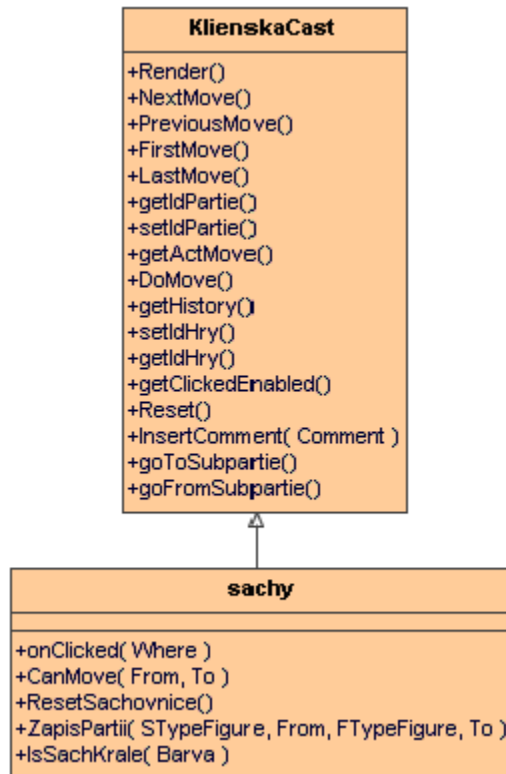 KlienskaCast
+Render()
+NextMove()
+PreviousMove()
+FirstMove()
+LastMove()
+getIdPartie()
+setIdPartie()
+getActMove()
+DoMove()
+getHistory()
+setIdHry()
+getIdHry()
+getClickedEnabled()
+Reset()
+InsertComment( Comment )
+goToSubpartie()
+goFromSubpartie()
sachy
+onClicked( Where )
+CanMove( From, To )
+ResetSachovnice()
+ZapisPartii( STypeFigure, From, FTypeFigure, To )
+IsSachKrale( Barva )